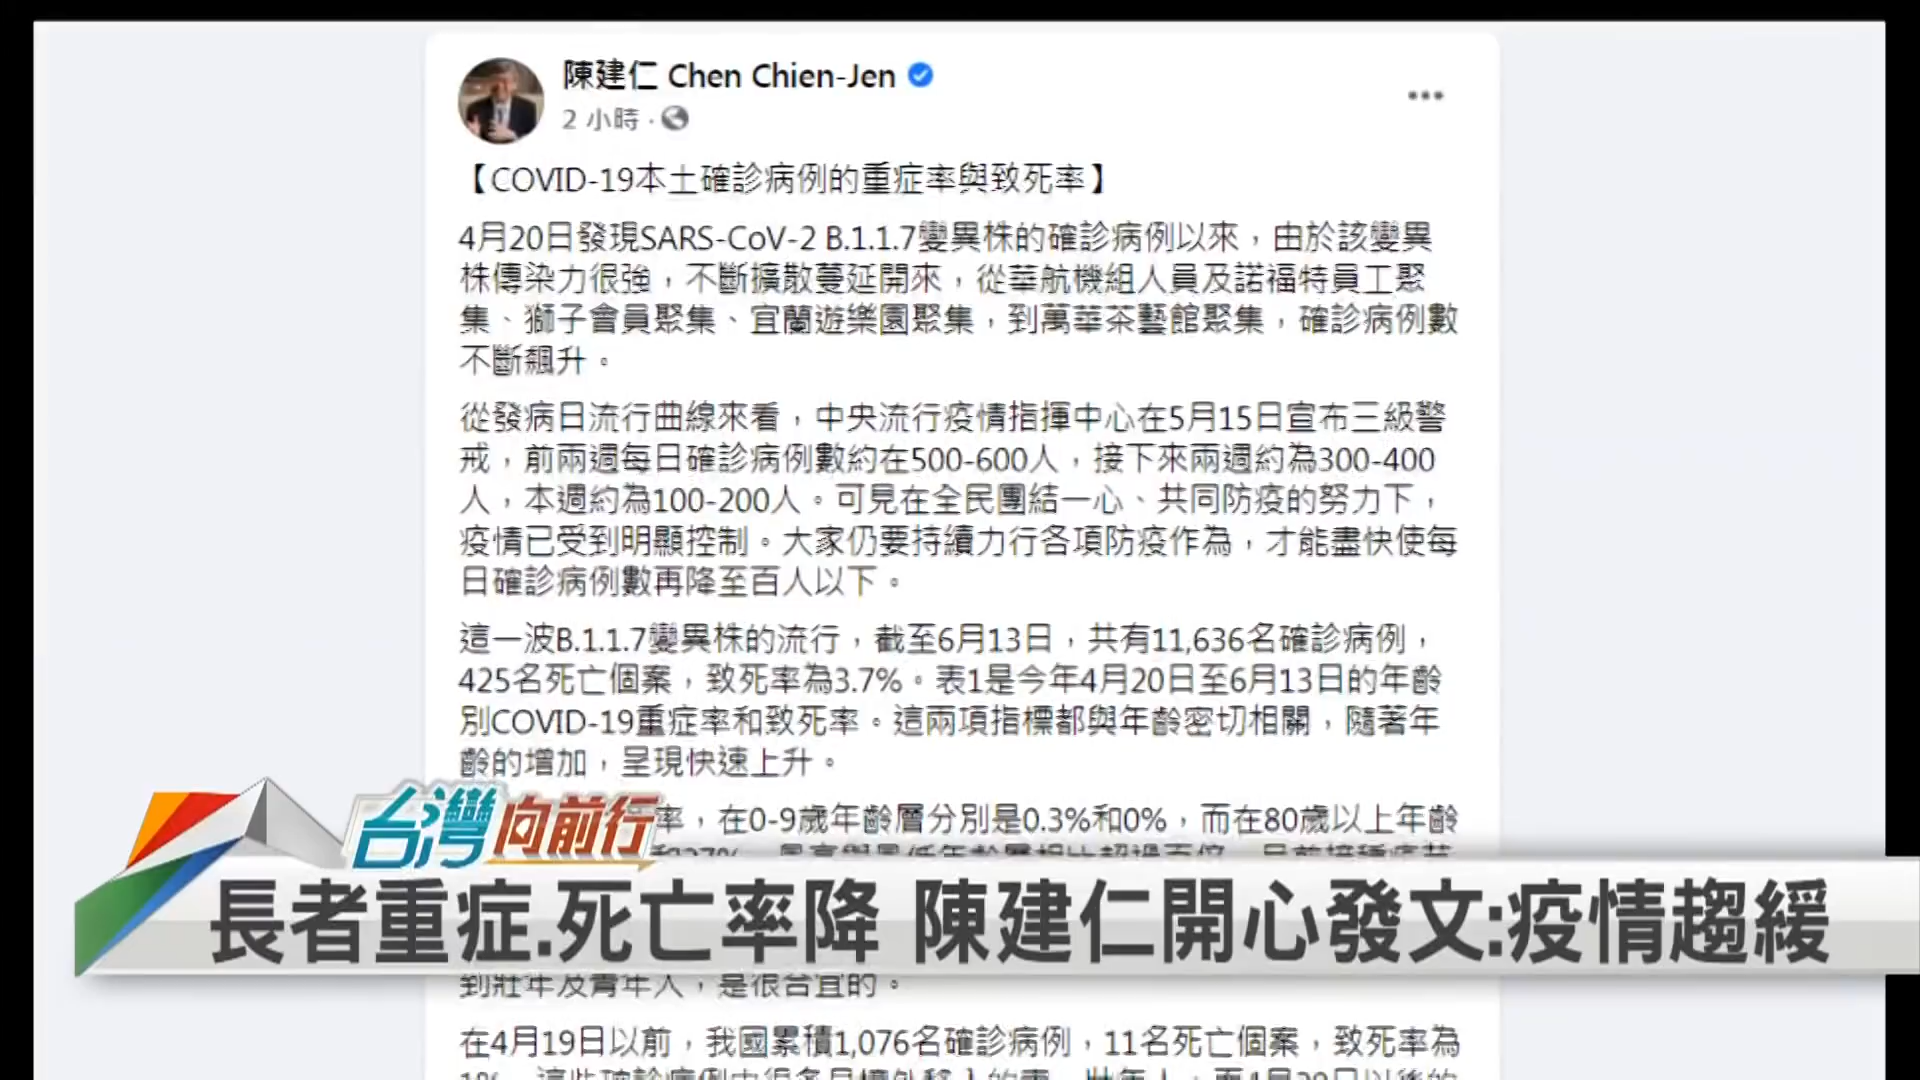 陳建仁 Chen Chien-Jen
2 小時 ·
【COVID-19本土確診病例的重症率與致死率】
4月20日發現SARS-CoV-2 B.1.1.7變異株的確診病例以來，由於該變異
株傳染力很強，不斷擴散蔓延開來，從華航機組人員及諾福特員工聚
集、獅子會員聚集、宜蘭遊樂園聚集，到萬華茶藝館聚集，確診病例數
不斷飆升。
從發病日流行曲線來看，中央流行疫情指揮中心在5月15日宣布三級警
戒，前兩週每日確診病例數約在500-600人，接下來兩週約為300-400
人，本週約為100-200人。可見在全民團結一心、共同防疫的努力下，
疫情已受到明顯控制。大家仍要持續力行各項防疫作為，才能盡快使每
日確診病例數再降至百人以下。
這一波B.1.1.7變異株的流行，截至6月13日，共有11,636名確診病例，
425名死亡個案，致死率為3.7%。表1是今年4月20日至6月13日的年齡
別COVID-19重症率和致死率。這兩項指標都與年齡密切相關，隨著年
齡的增加，呈現快速上升。
率，在0-9歲年齡層分別是0.3%和0%，而在80歲以上年齡
台灣向前行
長者重症.死亡率降 陳建仁開心發文:疫情趨緩
到壯年及青年人，是很合宜的。
在4月19日以前，我國累積1,076名確診病例，11名死亡個案，致死率為